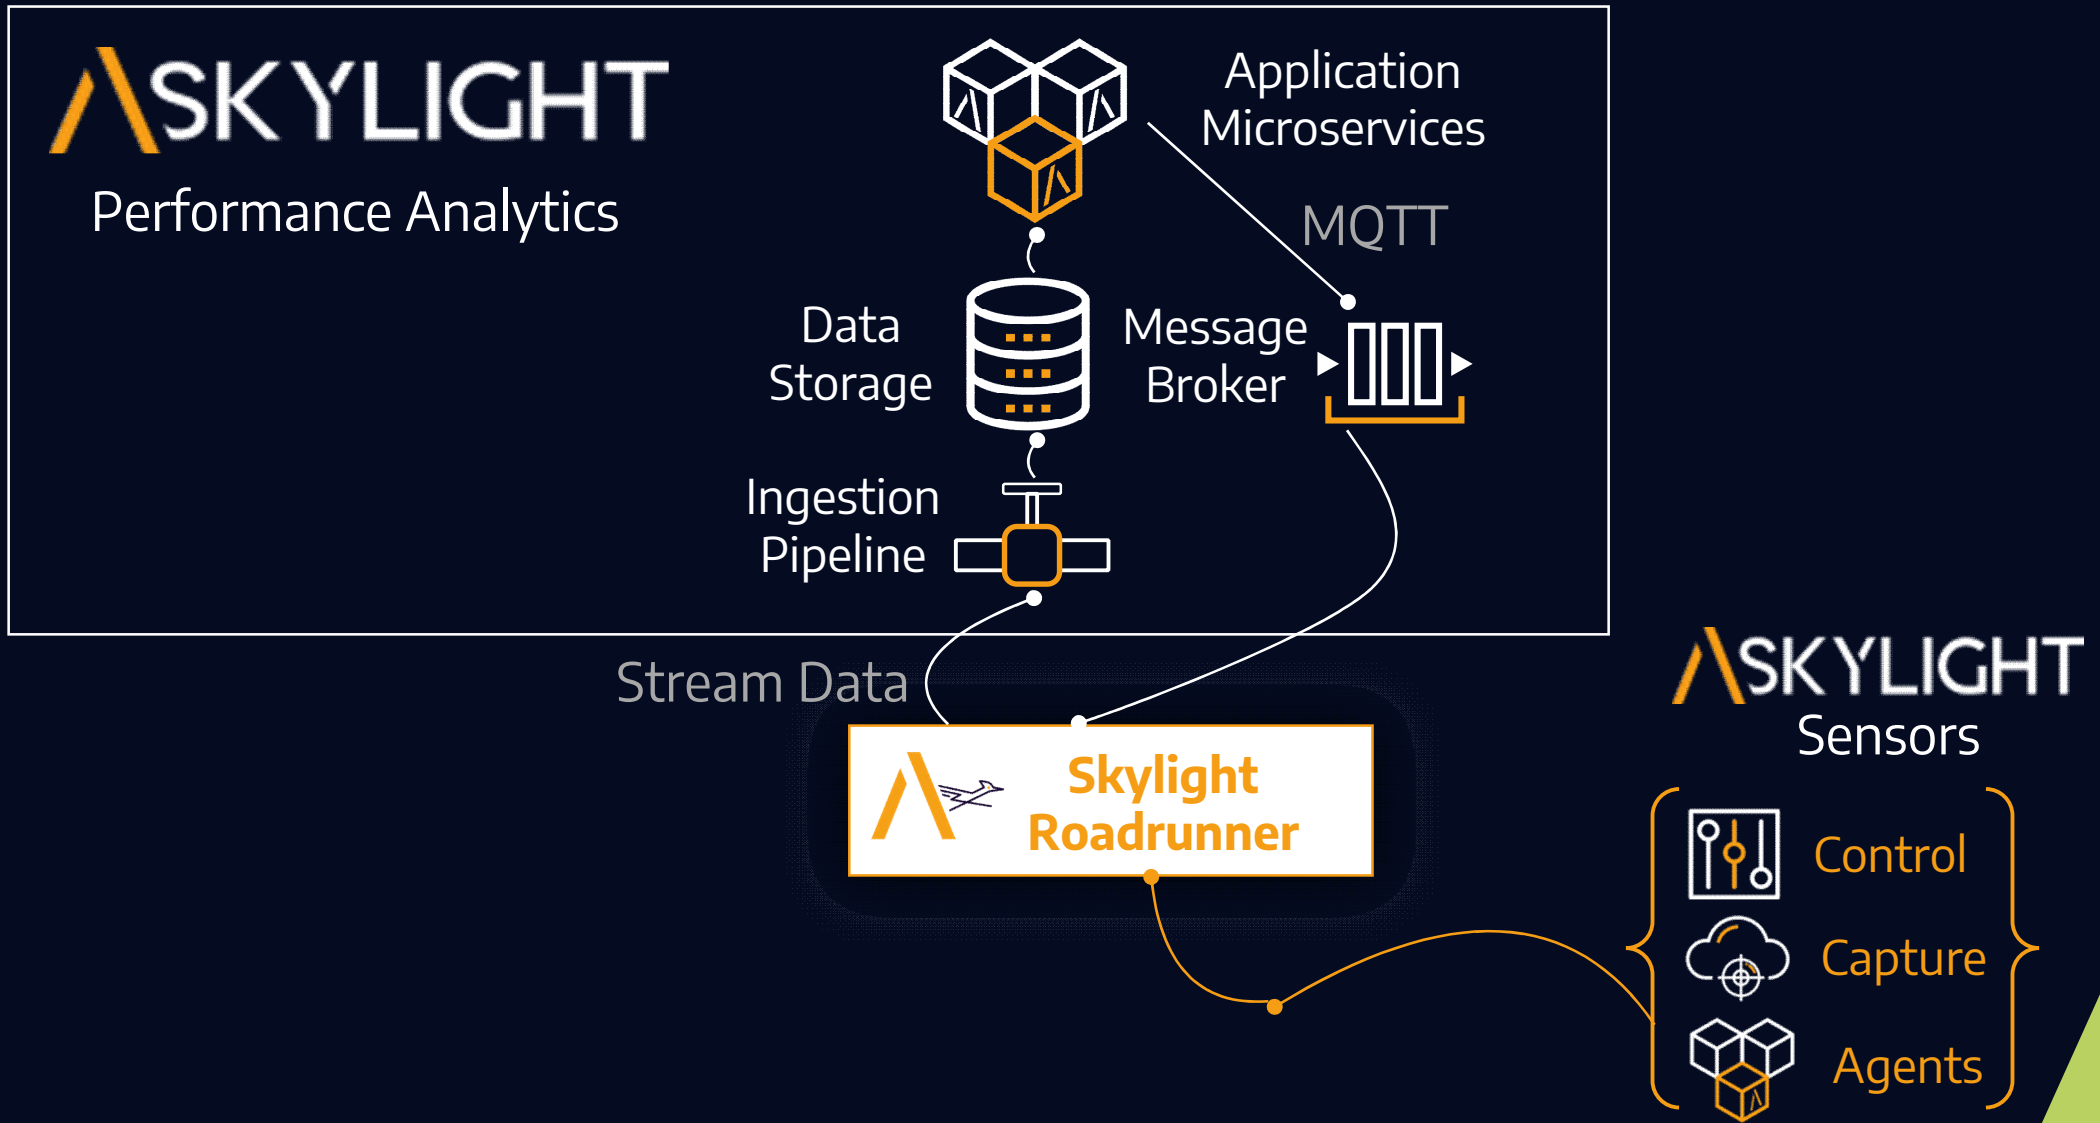 SKYLIGHT
Performance Analytics
Application
Microservices
MQTT
Data
Storage
Message
Broker
Ingestion
Pipeline
Stream Data
Skylight
Roadrunner
SKYLIGHT
Sensors
Control
Capture
Agents